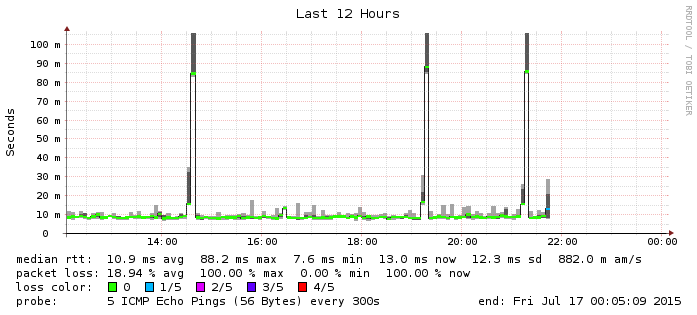 Last 12 Hours
RRDTOOL / TOBI OETIKER
Seconds
100 m
90 m
80 m
70 m
60 m
50 m
40 m
30 m
20 m
10 m
0
14:00 16:00 18:00 20:00 22:00 00:00
median rtt: 10.9 ms avg 88.2 ms max 7.6 ms min 13.0 ms now 12.3 ms sd 882.0 m am/s
packet loss: 18.94 % avg 100.00 % max 0.00 % min 100.00 % now
loss color: 0 1/5 2/5 3/5 4/5
probe: 5 ICMP Echo Pings (56 Bytes) every 300s end: Fri Jul 17 00:05:09 2015